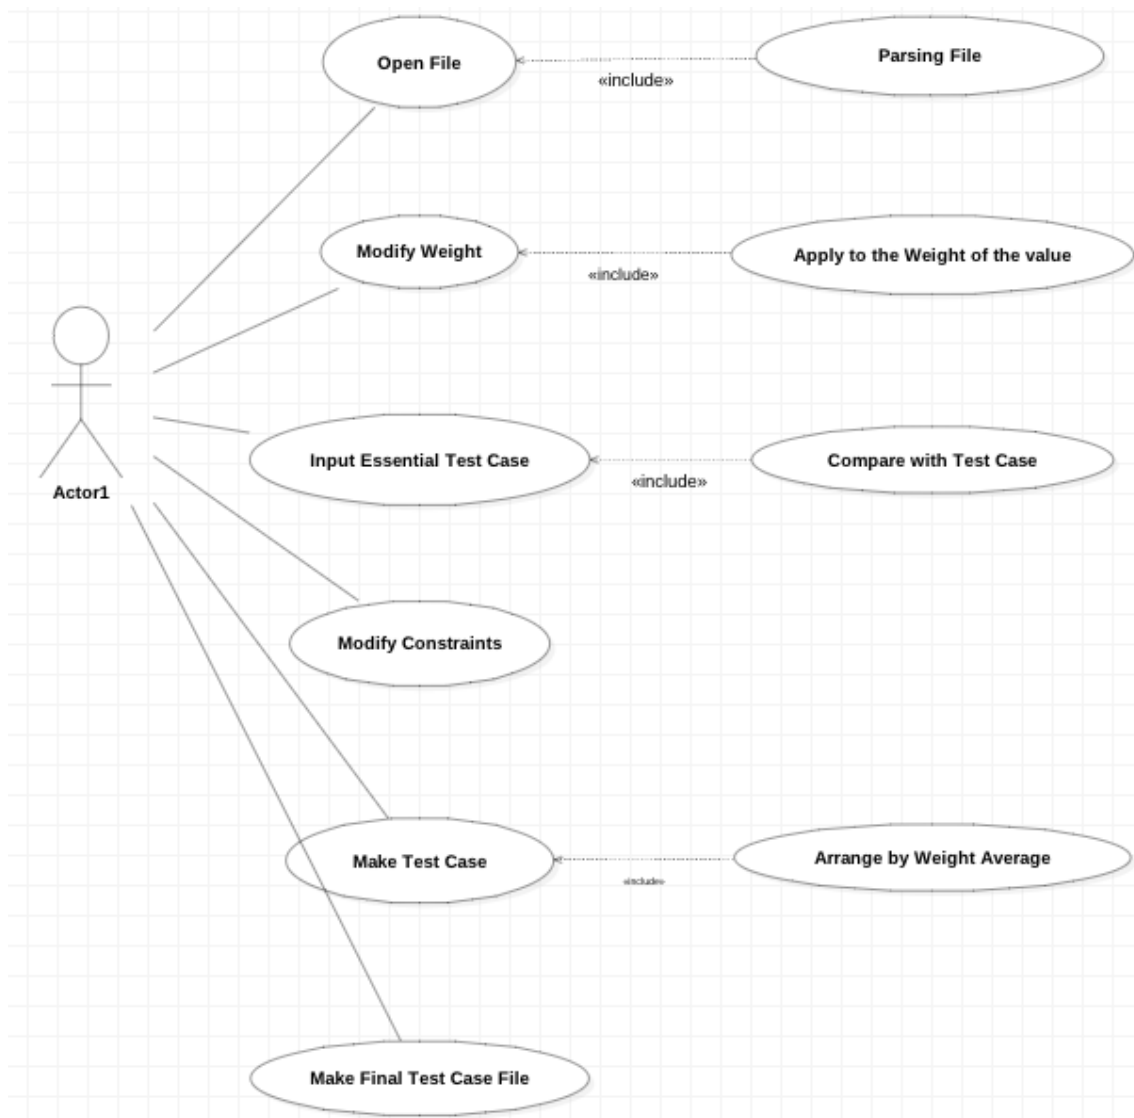 Open File
Parsing File
«include»
Modify Weight
Apply to the Weight of the value
«include»
Input Essential Test Case
Compare with Test Case
«include»
Actor1
Modify Constraints
Make Test Case
Arrange by Weight Average
«include»
Make Final Test Case File